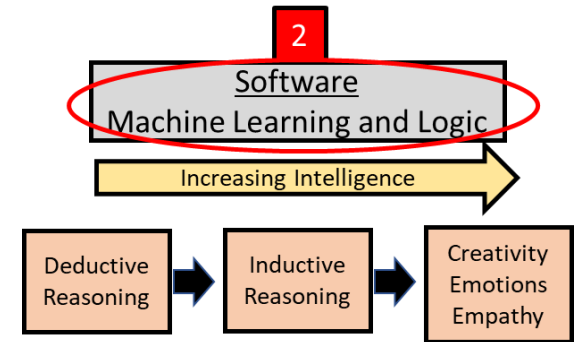 2
Software
Machine Learning and Logic
Increasing Intelligence
Deductive
Reasoning
Inductive
Reasoning
Creativity
Emotions
Empathy